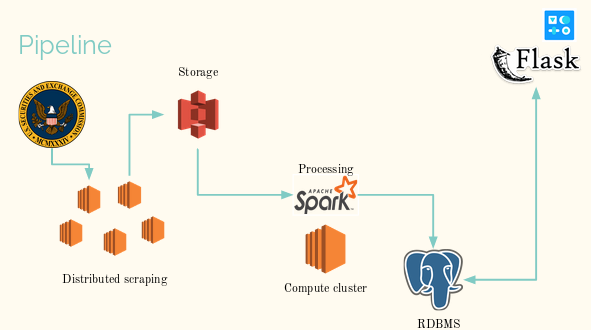 Pipeline
Flask
Storage
U.S. SECURITIES AND EXCHANGE COMMISSION
MCMXXXIV
Processing
APACHE
Spark
Distributed scraping
Compute cluster
RDBMS